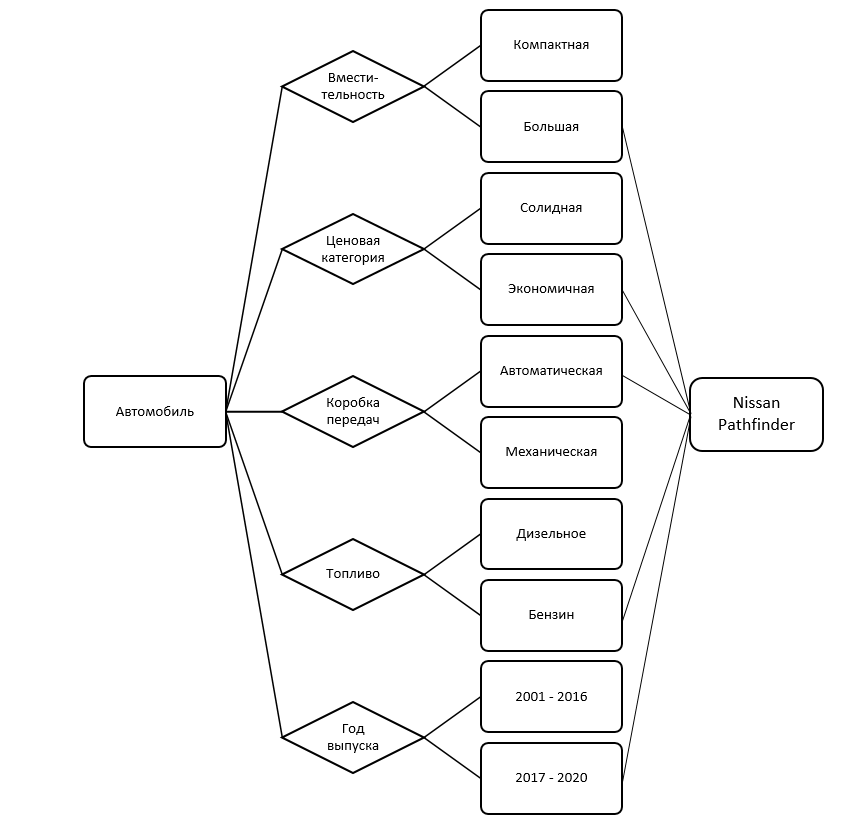 Автомобиль
Вмести-
тельность
Компактная
Большая
Ценовая
категория
Солидная
Экономичная
Коробка
передач
Автоматическая
Механическая
Топливо
Дизельное
Бензин
Год
выпуска
2001 - 2016
2017 - 2020
Nissan
Pathfinder